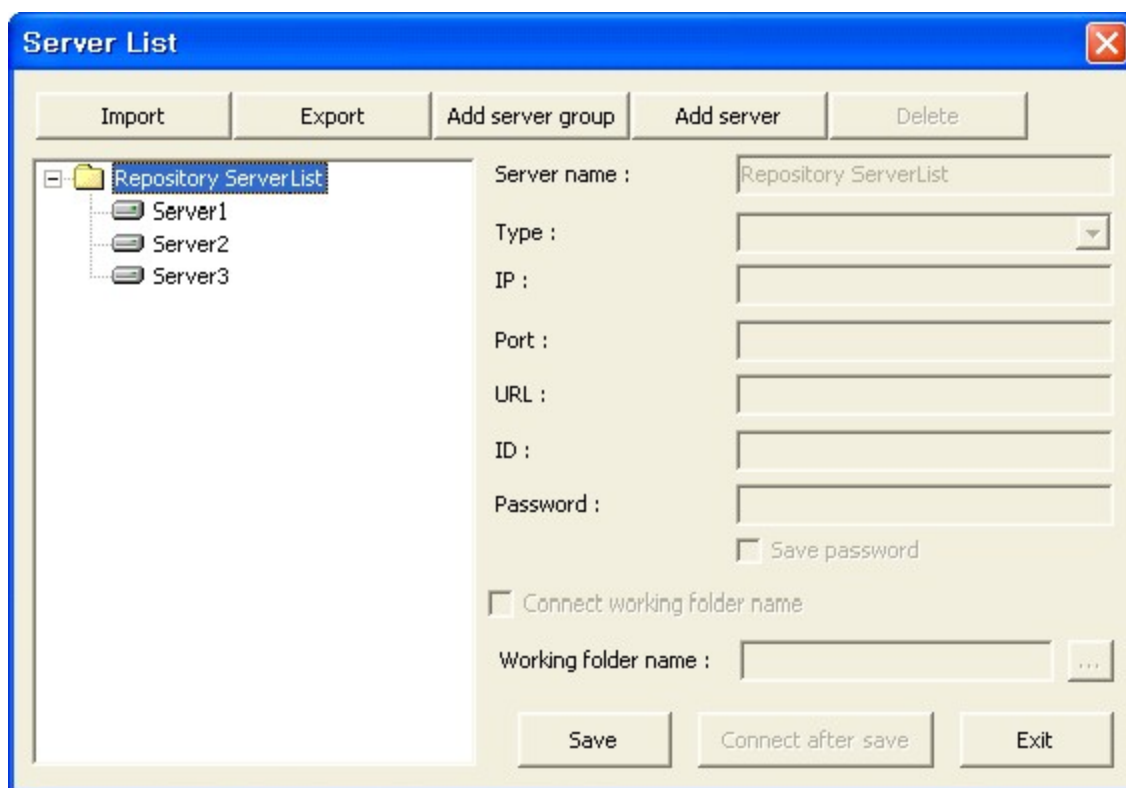 Server List
Import Export Add server group Add server Delete
Repository ServerList
Server1
Server2
Server3
Server name : Repository ServerList
Type :
IP :
Port :
URL :
ID :
Password :
Save password
Connect working folder name
Working folder name : ...
Save Connect after save Exit